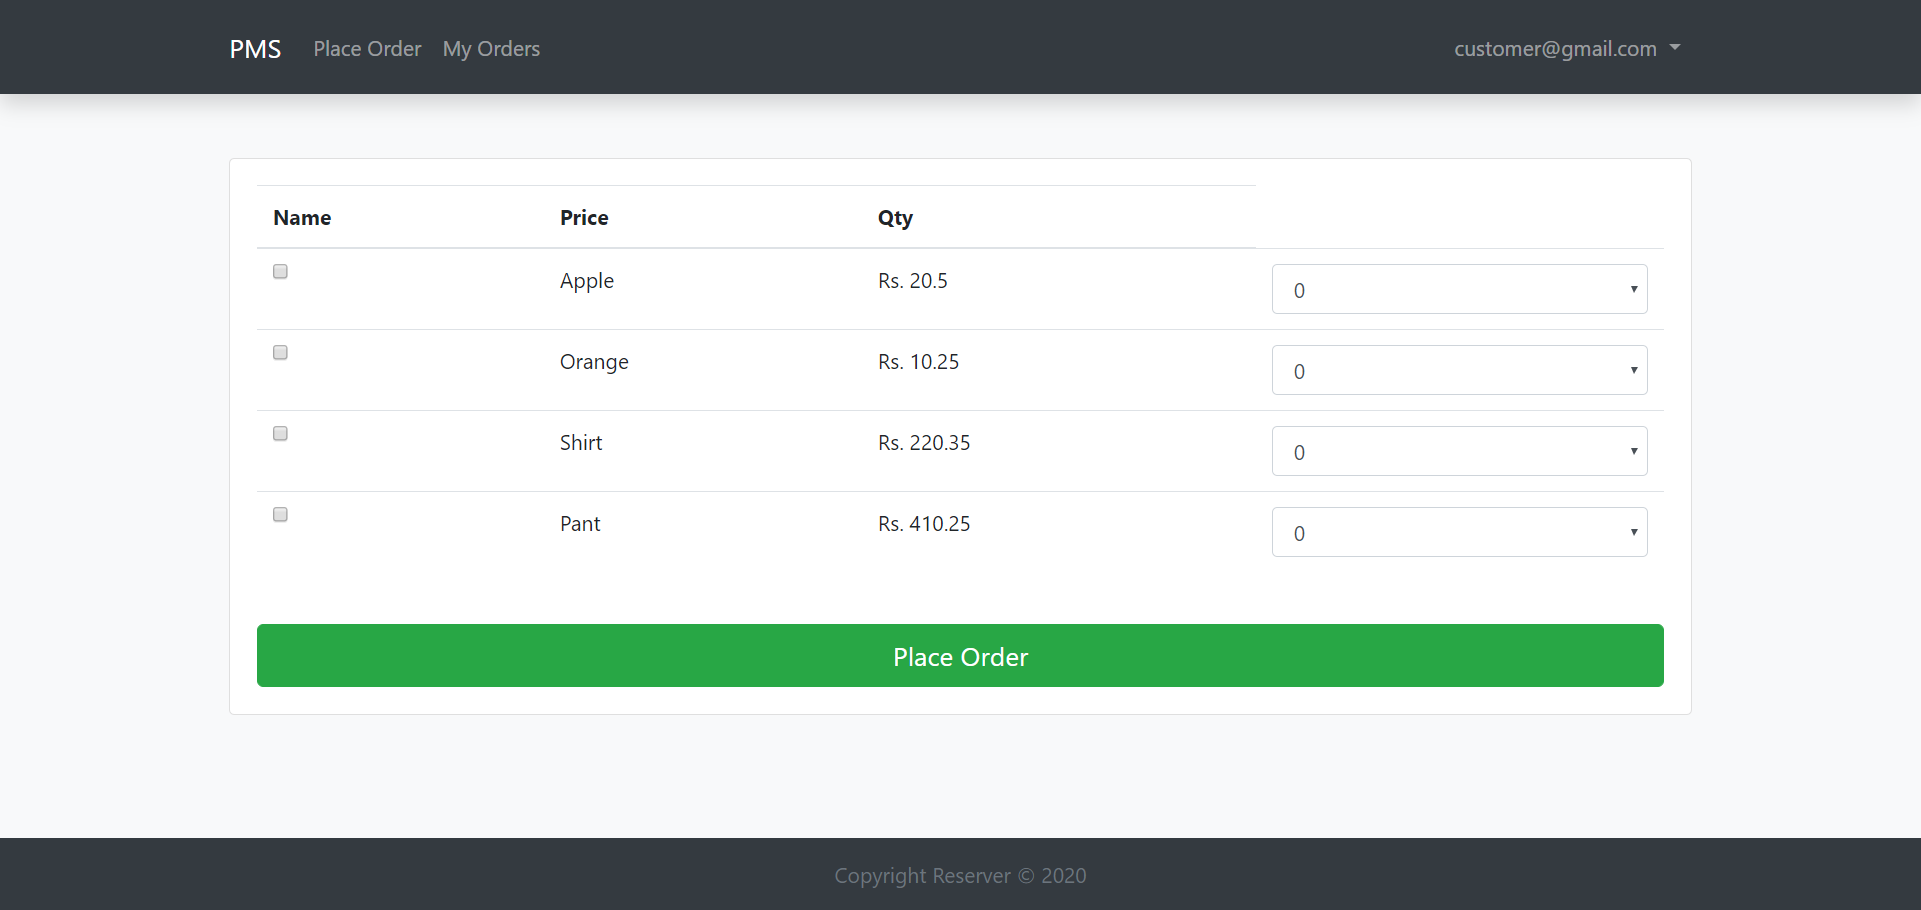 PMS Place Order My Orders customer@gmail.com
Name Price Qty
Apple Rs. 20.5 0
Orange Rs. 10.25 0
Shirt Rs. 220.35 0
Pant Rs. 410.25 0
Place Order
Copyright Reserver © 2020